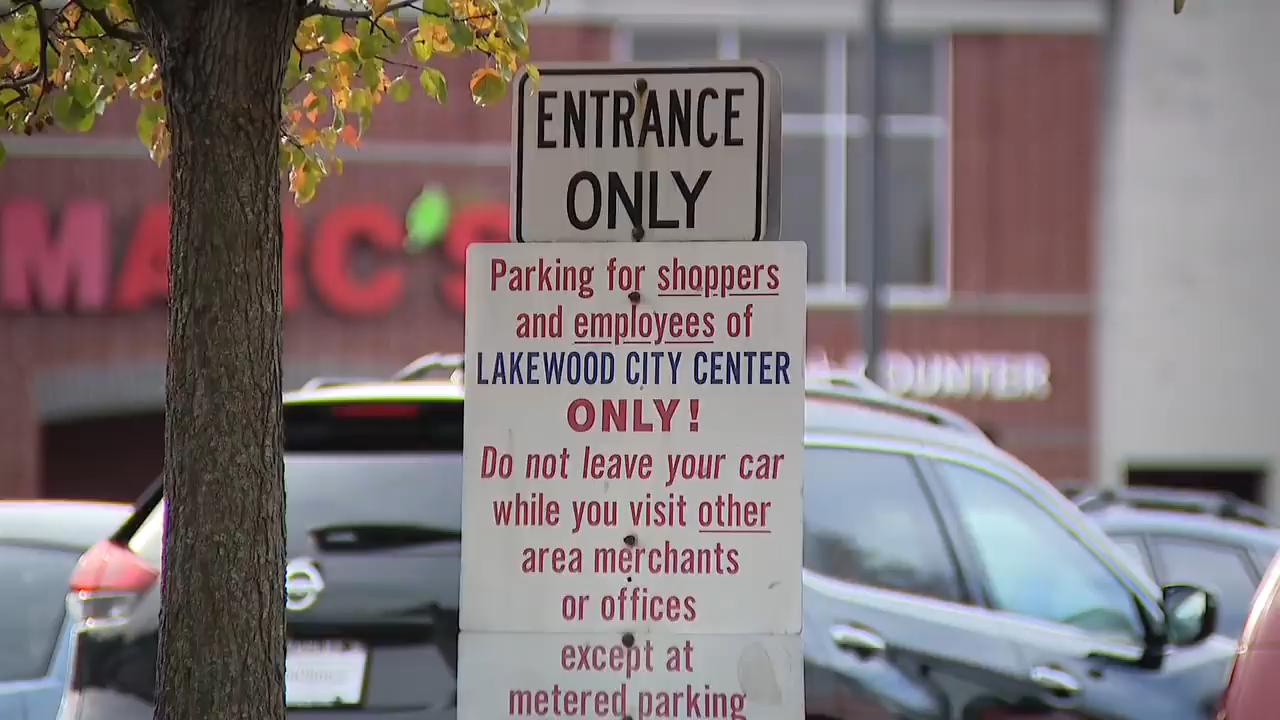 ENTRANCE
ONLY
Parking for shoppers
and employees of
LAKEWOOD CITY CENTER
ONLY!
Do not leave your car
while you visit other
area merchants
or offices
except at
metered parking
MARC'S